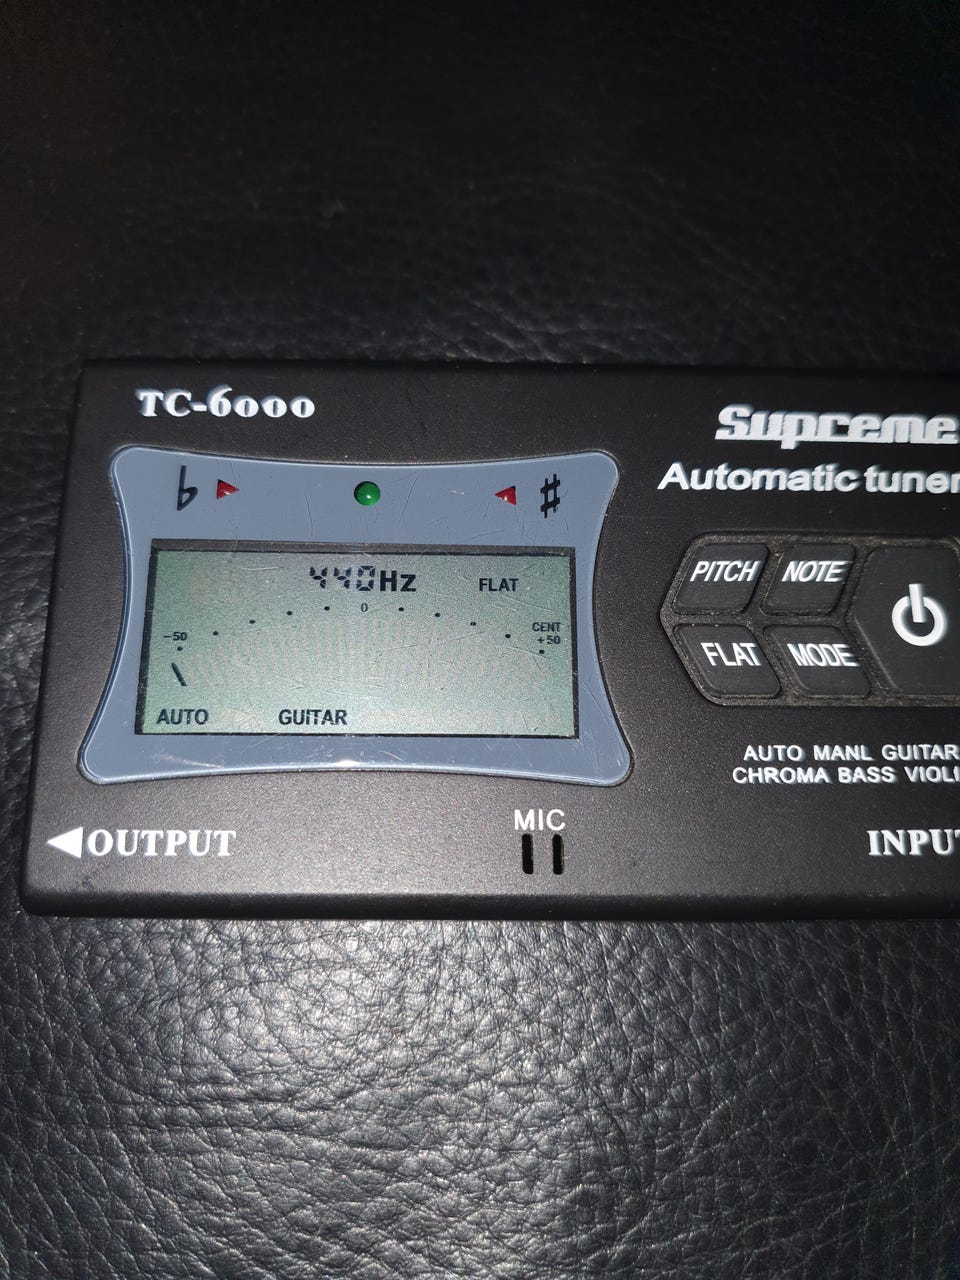 TC-6000
Supreme
Automatic tuner
♭ ♯
440Hz FLAT
0
-50
CENT
+50
AUTO GUITAR
PITCH NOTE
FLAT MODE
AUTO MANL GUITAR
CHROMA BASS VIOLI
MIC
OUTPUT
INPUT